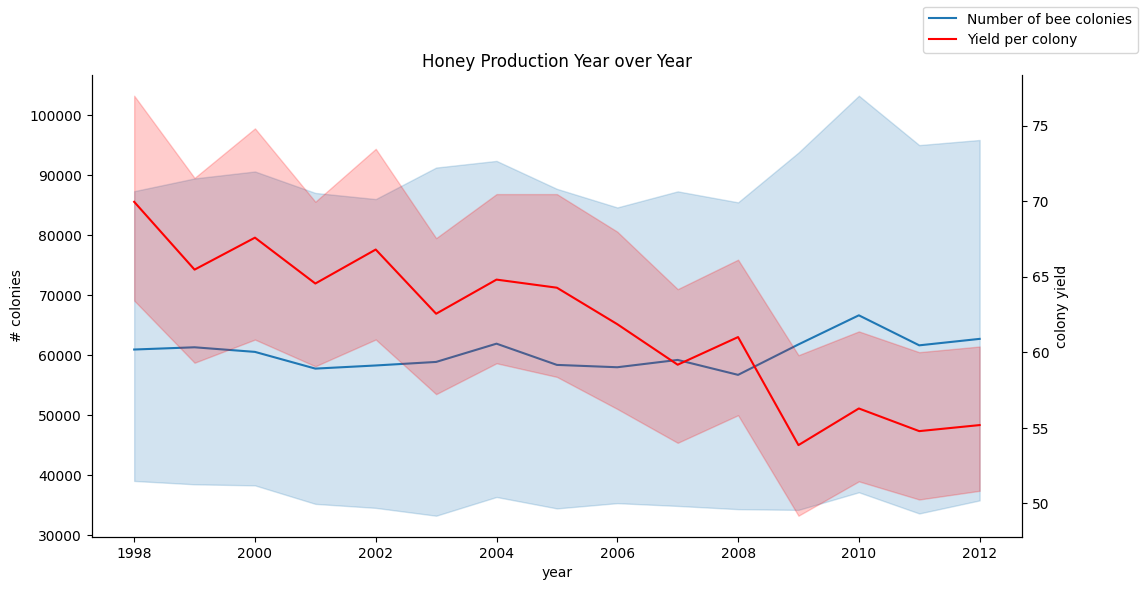 Number of bee colonies
Yield per colony
Honey Production Year over Year
100000
90000
80000
70000
60000
50000
40000
30000
# colonies
75
70
65
60
55
50
colony yield
1998 2000 2002 2004 2006 2008 2010 2012
year